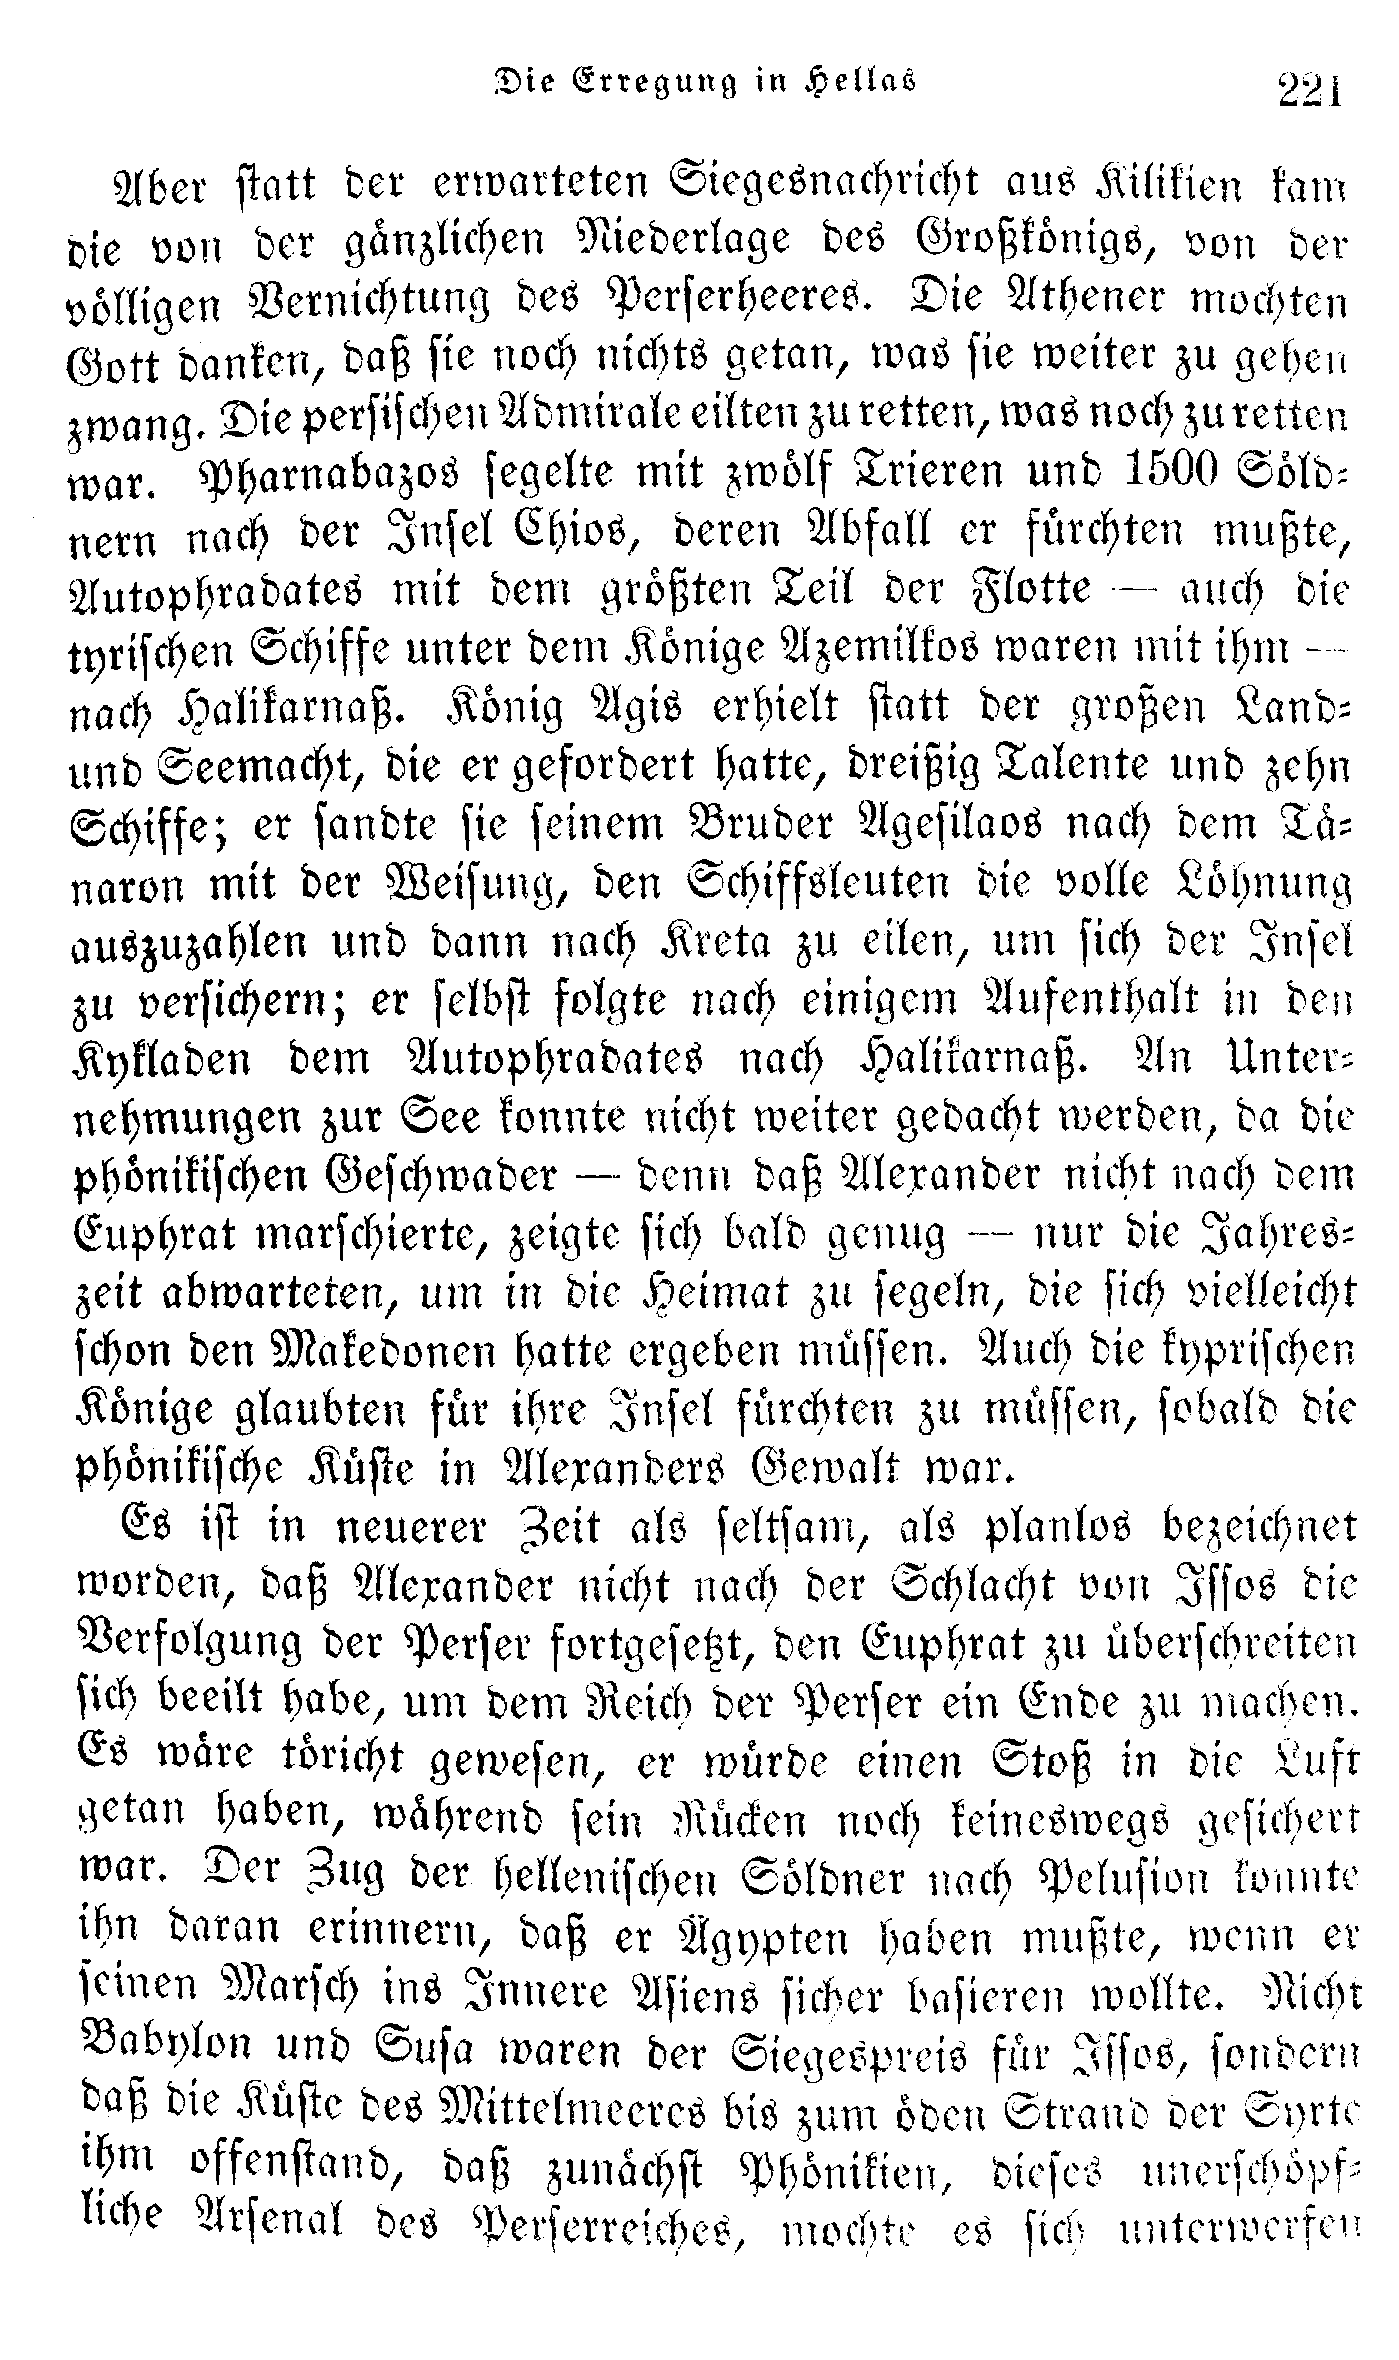 Die Erregung in Hellas 221
Aber statt der erwarteten Siegesnachricht aus Kilikien kam
die von der gänzlichen Niederlage des Großkönigs, von der
völligen Vernichtung des Perserheeres. Die Athener mochten
Gott danken, daß sie noch nichts getan, was sie weiter zu gehen
zwang. Die persischen Admirale eilten zu retten, was noch zu retten
war. Pharnabazos segelte mit zwölf Trieren und 1500 Söld-
nern nach der Insel Chios, deren Abfall er fürchten mußte,
Autophradates mit dem größten Teil der Flotte — auch die
tyrischen Schiffe unter dem Könige Azemilkos waren mit ihm —
nach Halikarnaß. König Agis erhielt statt der großen Land-
und Seemacht, die er gefordert hatte, dreißig Talente und zehn
Schiffe; er sandte sie seinem Bruder Agesilaos nach dem Tä-
naron mit der Weisung, den Schiffsleuten die volle Löhnung
auszuzahlen und dann nach Kreta zu eilen, um sich der Insel
zu versichern; er selbst folgte nach einigem Aufenthalt in den
Kykladen dem Autophradates nach Halikarnaß. An Unter-
nehmungen zur See konnte nicht weiter gedacht werden, da die
phönikischen Geschwader — denn daß Alexander nicht nach dem
Euphrat marschierte, zeigte sich bald genug — nur die Jahres-
zeit abwarteten, um in die Heimat zu segeln, die sich vielleicht
schon den Makedonen hatte ergeben müssen. Auch die kyprischen
Könige glaubten für ihre Insel fürchten zu müssen, sobald die
phönikische Küste in Alexanders Gewalt war.
Es ist in neuerer Zeit als seltsam, als planlos bezeichnet
worden, daß Alexander nicht nach der Schlacht von Issos die
Verfolgung der Perser fortgesetzt, den Euphrat zu überschreiten
sich beeilt habe, um dem Reich der Perser ein Ende zu machen.
Es wäre töricht gewesen, er würde einen Stoß in die Luft
getan haben, während sein Rücken noch keineswegs gesichert
war. Der Zug der hellenischen Söldner nach Pelusion konnte
ihn daran erinnern, daß er Ägypten haben mußte, wenn er
seinen Marsch ins Innere Asiens sicher basieren wollte. Nicht
Babylon und Susa waren der Siegespreis für Issos, sondern
daß die Küste des Mittelmeeres bis zum öden Strand der Syrte
ihm offenstand, daß zunächst Phönikien, dieses unerschöpf-
liche Arsenal des Perserreiches, mochte es sich unterwerfen